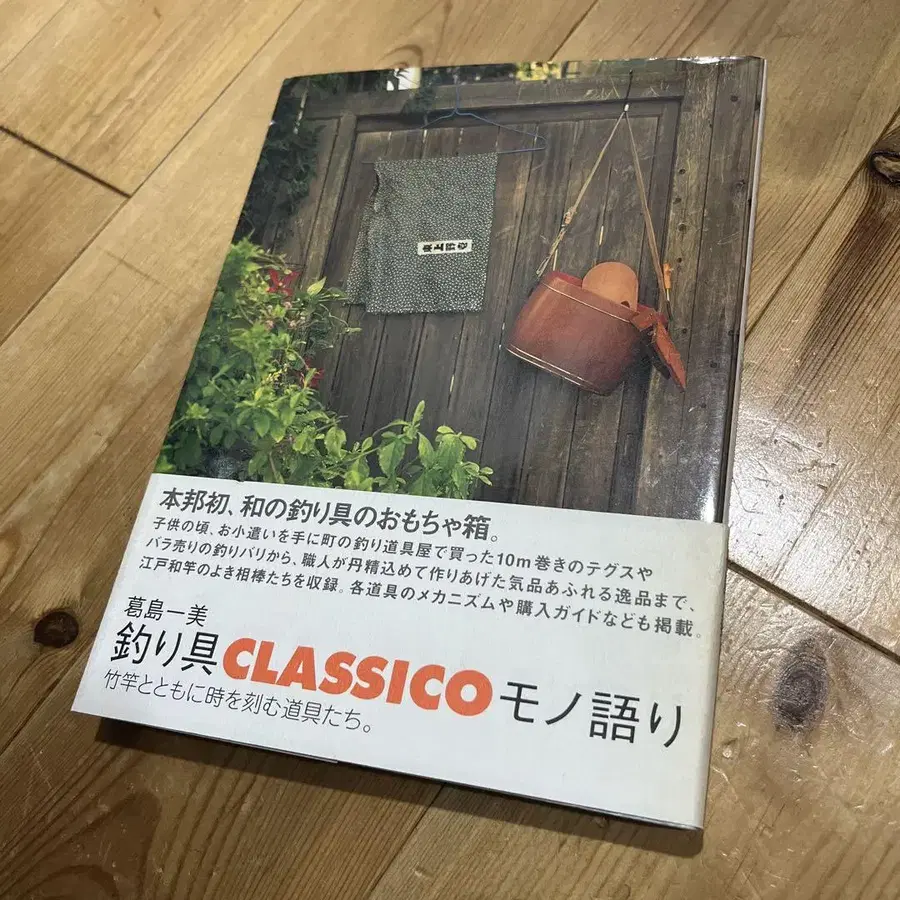 東上野壱
本邦初、和の釣り具のおもちゃ箱。
子供の頃、お小遣いを手に町の釣り道具屋で買った10m巻きのテグスや
バラ売りの釣りバリから、職人が丹精込めて作りあげた気品あふれる逸品まで、
江戸和竿のよき相棒たちを収録。各道具のメカニズムや購入ガイドなども掲載。
葛島一美
釣り具CLASSICOモノ語り
竹竿とともに時を刻む道具たち。